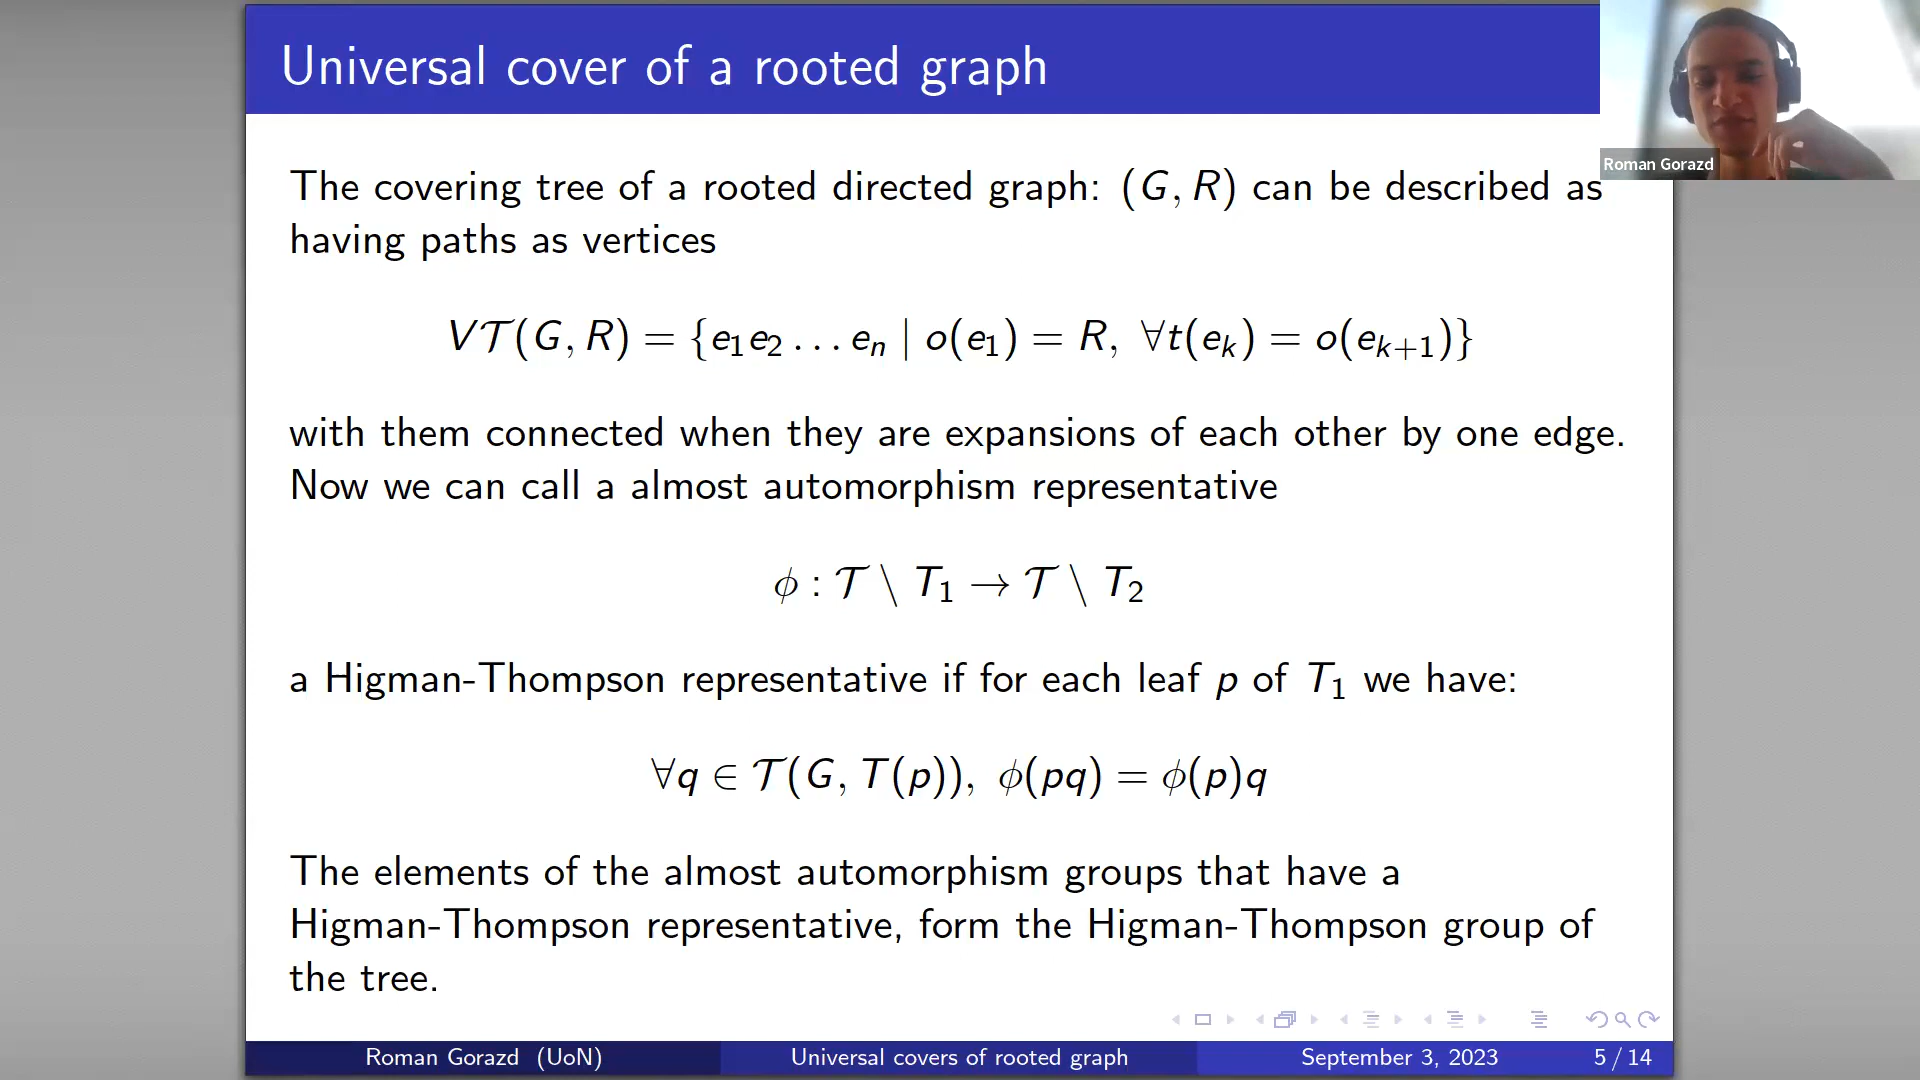 Universal cover of a rooted graph
Roman Gorazd
The covering tree of a rooted directed graph: (G, R) can be described as
having paths as vertices
V𝒯(G, R) = {e₁e₂ … eₙ | o(e₁) = R, ∀t(eₖ) = o(eₖ₊₁)}
with them connected when they are expansions of each other by one edge.
Now we can call a almost automorphism representative
ϕ : 𝒯 \ T₁ → 𝒯 \ T₂
a Higman-Thompson representative if for each leaf p of T₁ we have:
∀q ∈ 𝒯(G, T(p)), ϕ(pq) = ϕ(p)q
The elements of the almost automorphism groups that have a
Higman-Thompson representative, form the Higman-Thompson group of
the tree.
Roman Gorazd (UoN) Universal covers of rooted graph September 3, 2023 5 / 14